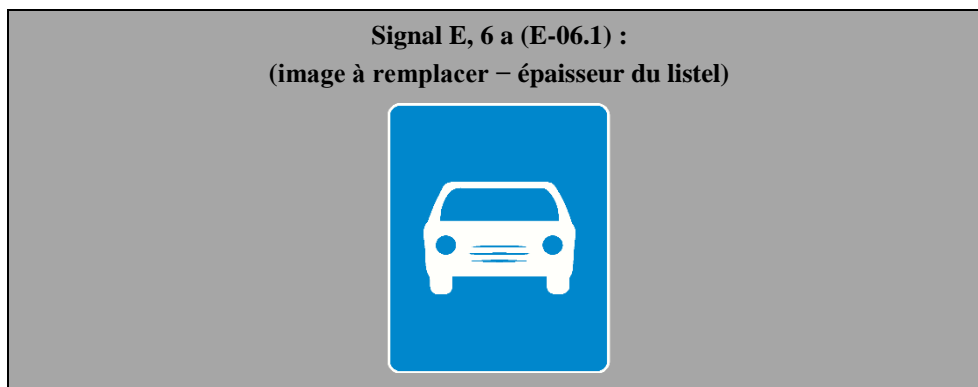 Signal E, 6 a (E-06.1) :
(image à remplacer − épaisseur du listel)